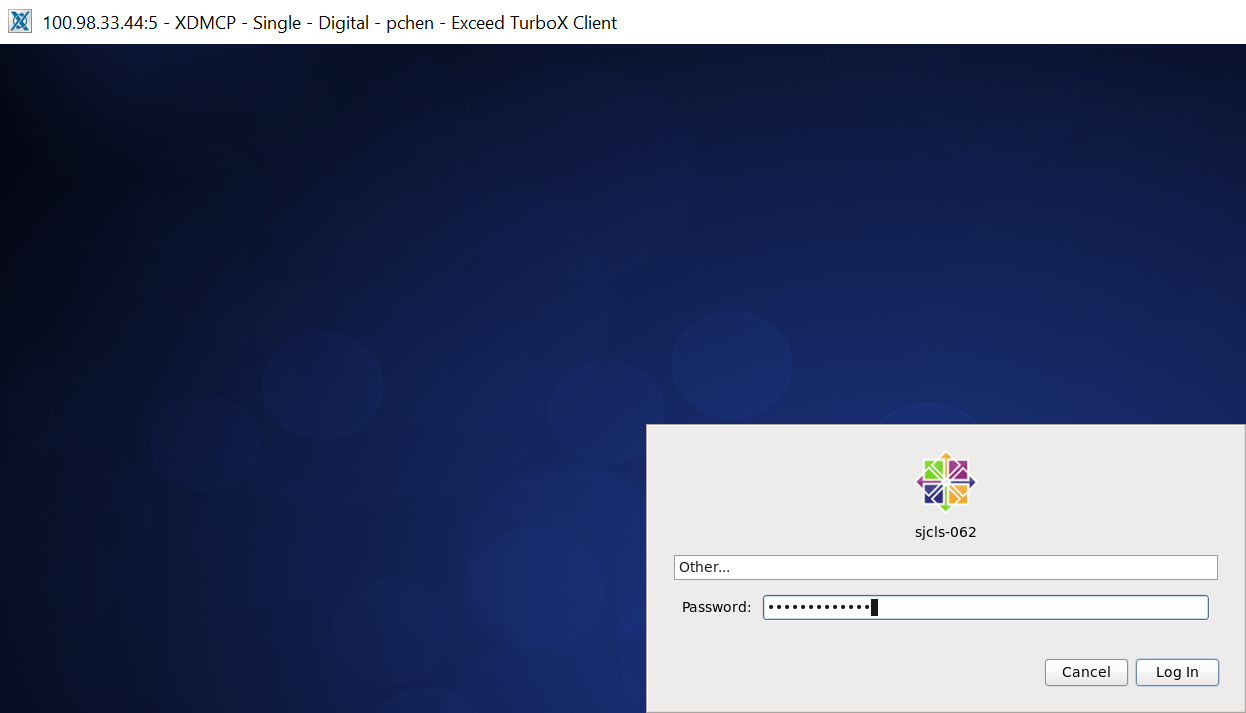 100.98.33.44:5 - XDMCP - Single - Digital - pchen - Exceed TurboX Client
sjcls-062
Other...
Password: •••••••••••••
Cancel Log In